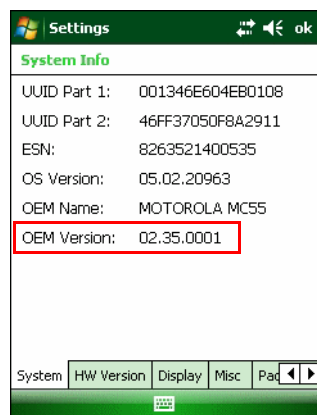 Settings ok
System Info
UUID Part 1: 001346E604EB0108
UUID Part 2: 46FF37050F8A2911
ESN: 8263521400535
OS Version: 05.02.20963
OEM Name: MOTOROLA MC55
OEM Version: 02.35.0001
System HW Version Display Misc Pac